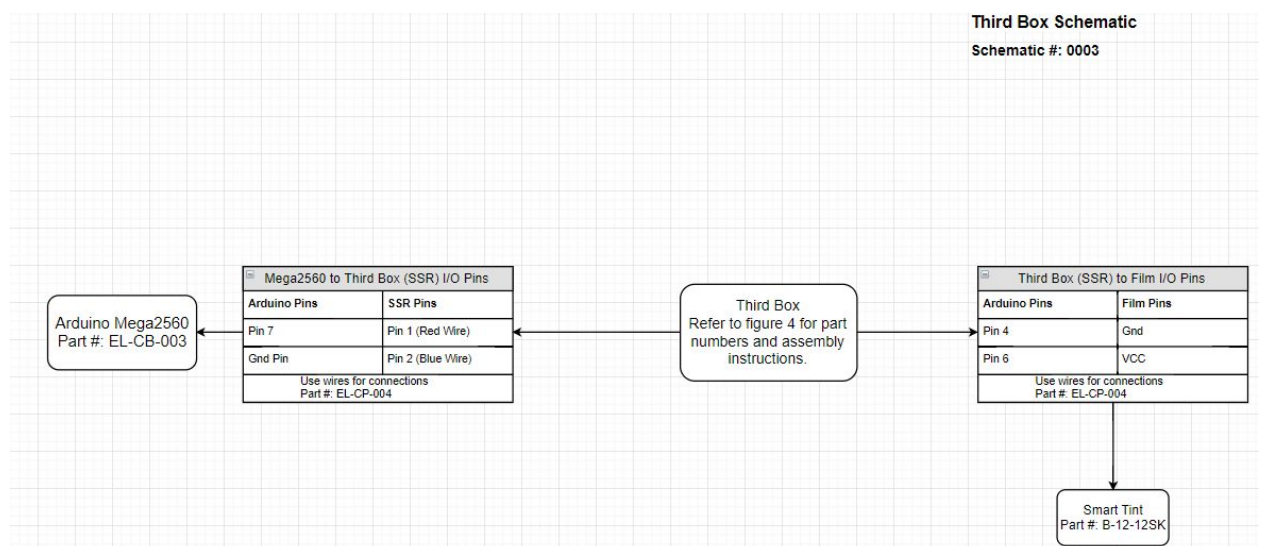 Third Box Schematic
Schematic #: 0003
Arduino Mega2560
Part #: EL-CB-003
Mega2560 to Third Box (SSR) I/O Pins
Arduino Pins SSR Pins
Pin 7 Pin 1 (Red Wire)
Gnd Pin Pin 2 (Blue Wire)
Use wires for connections
Part #: EL-CP-004
Third Box
Refer to figure 4 for part
numbers and assembly
instructions.
Third Box (SSR) to Film I/O Pins
Arduino Pins Film Pins
Pin 4 Gnd
Pin 6 VCC
Use wires for connections
Part #: EL-CP-004
Smart Tint
Part #: B-12-12SK